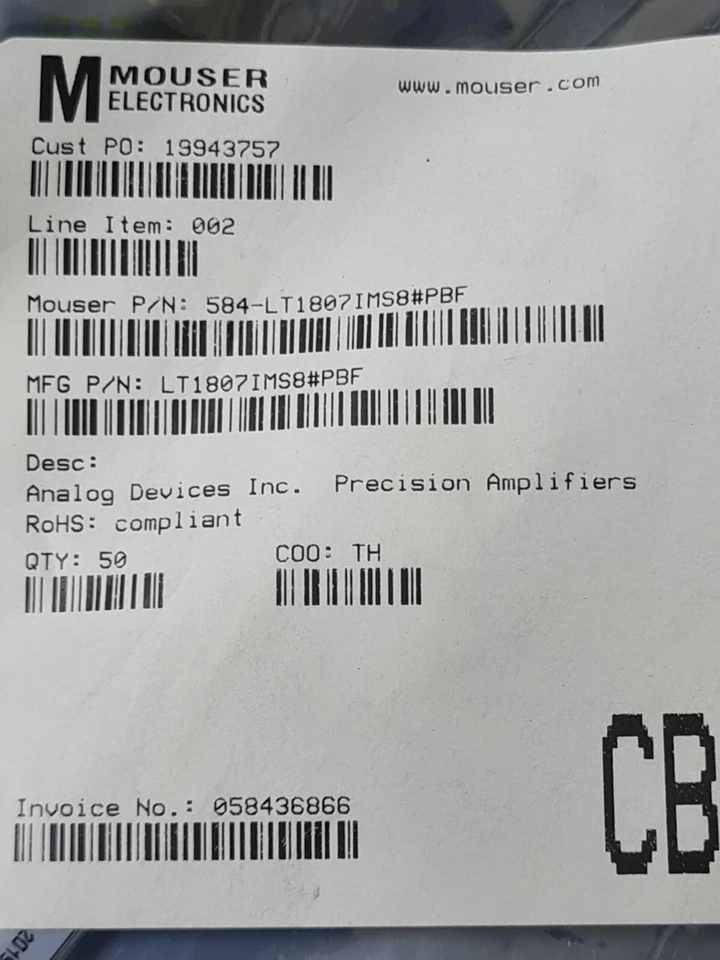 M MOUSER
ELECTRONICS
www.mouser.com
Cust PO: 19943757
Line Item: 002
Mouser P/N: 584-LT1807IMS8#PBF
MFG P/N: LT1807IMS8#PBF
Desc:
Analog Devices Inc. Precision Amplifiers
RoHS: compliant
QTY: 50 COO: TH
CB
Invoice No.: 058436866